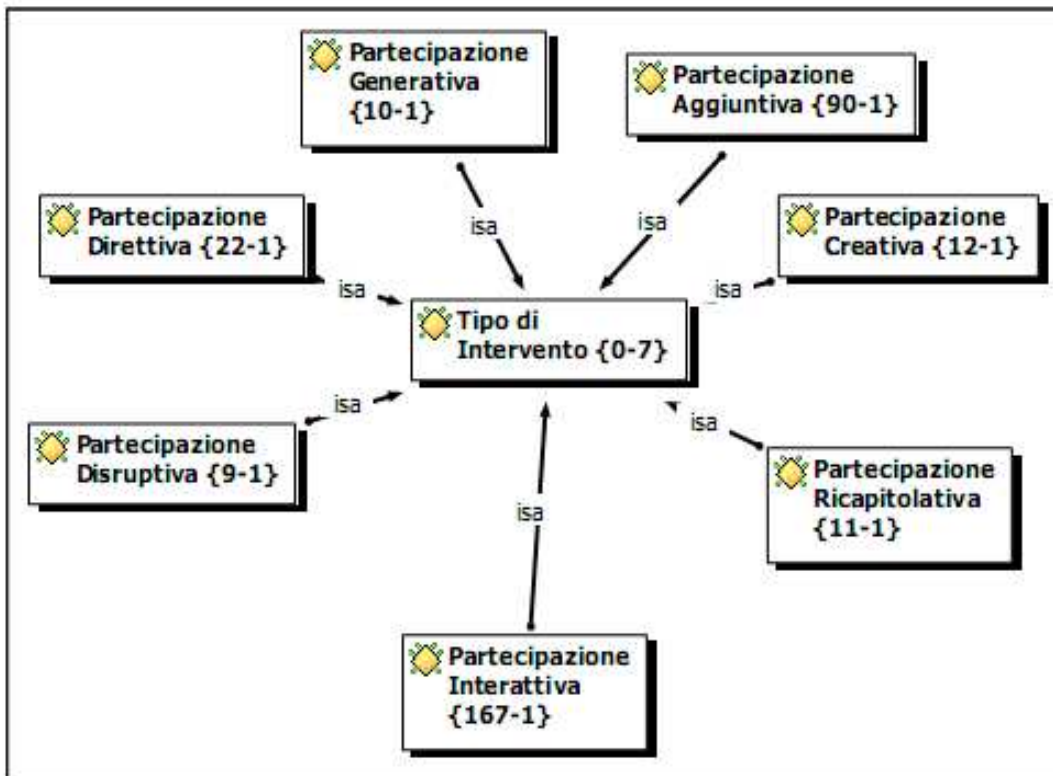 Partecipazione
Generativa
{10-1}
Partecipazione
Aggiuntiva {90-1}
isa
isa
Partecipazione
Direttiva {22-1}
Partecipazione
Creativa {12-1}
isa
isa
Tipo di
Intervento {0-7}
isa
isa
Partecipazione
Disruptiva {9-1}
Partecipazione
Ricapitolativa
{11-1}
isa
Partecipazione
Interattiva
{167-1}